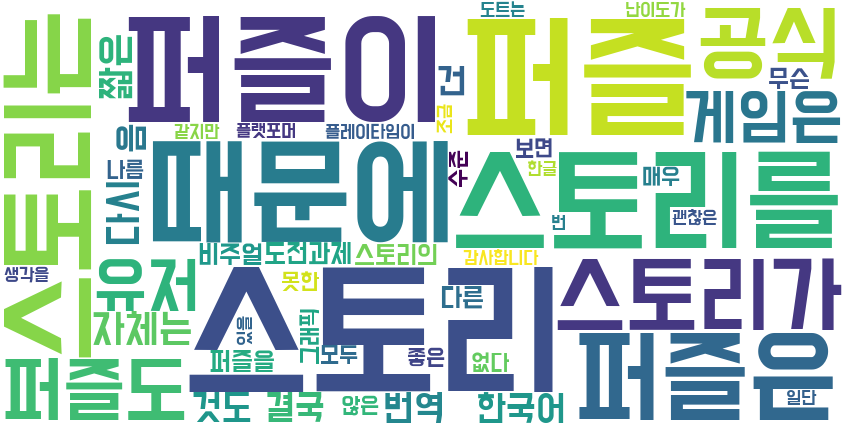 도트는
난이도가
스토리는
짧은
퍼즐이
퍼즐
공식
건
무슨
게임은
조금
음
같지만
플랫포머
플레이타임이
나름
때문에
보면
수준
한글
매우
스토리를
다시
번
괜찮은
비주얼
도전과제
스토리의
감사합니다
생각을
유저
못한
스토리
다른
스토리가
자체는
있을
그래픽
퍼즐도
퍼즐을
모두
좋은
없다
퍼즐은
것도
결국
않은
번역
한국어
일단